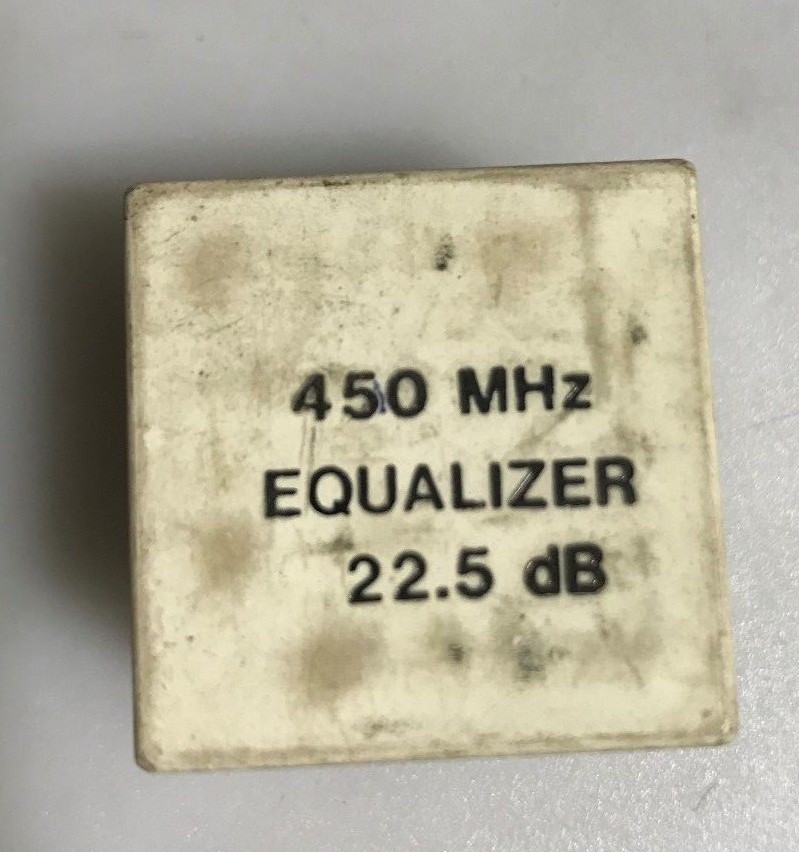 450 MHz
EQUALIZER
22.5 dB